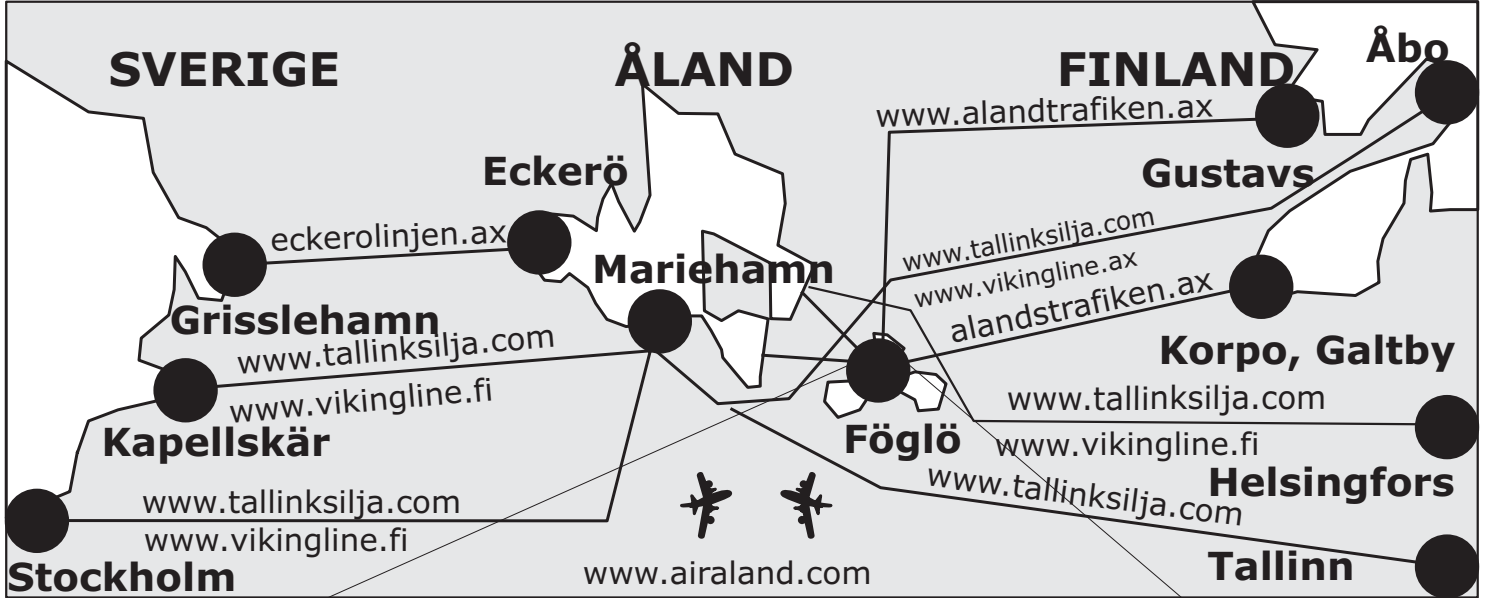 SVERIGE
ÅLAND
FINLAND
Åbo
www.alandtrafiken.ax
Eckerö
Gustavs
eckerolinjen.ax
www.tallinksilja.com
www.vikingline.ax
Mariehamn
alandstrafiken.ax
Grisslehamn
www.tallinksilja.com
www.vikingline.fi
Korpo, Galtby
Kapellskär
Föglö
www.tallinksilja.com
www.vikingline.fi
Helsingfors
www.tallinksilja.com
www.vikingline.fi
www.tallinksilja.com
Stockholm
www.airaland.com
Tallinn